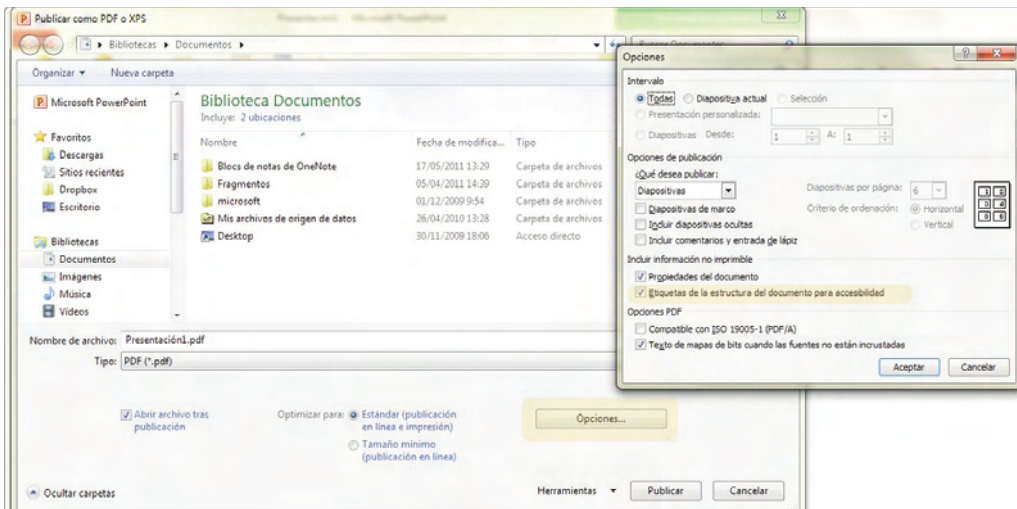 Publicar como PDF o XPS
Bibliotecas ▸ Documentos ▸
Organizar ▾ Nueva carpeta
Microsoft PowerPoint
Favoritos
Descargas
Sitios recientes
Dropbox
Escritorio
Bibliotecas
Documentos
Imágenes
Música
Vídeos
Biblioteca Documentos
Incluye: 2 ubicaciones
Nombre Fecha de modifica... Tipo
Blocs de notas de OneNote 17/05/2011 13:29 Carpeta de archivos
Fragmentos 05/04/2011 14:39 Carpeta de archivos
microsoft 01/12/2009 9:54 Carpeta de archivos
Mis archivos de origen de datos 26/04/2010 13:28 Carpeta de archivos
Desktop 30/11/2009 18:06 Acceso directo
Nombre de archivo: Presentación1.pdf
Tipo: PDF (*.pdf)
Abrir archivo tras publicación
Optimizar para: Estándar (publicación
en línea e impresión)
Tamaño mínimo
(publicación en línea)
Opciones...
Ocultar carpetas
Herramientas ▾ Publicar Cancelar
Opciones
Intervalo
Todas Diapositiva actual Selección
Presentación personalizada:
Diapositivas Desde: 1 A: 1
Opciones de publicación
¿Qué desea publicar:
Diapositivas Diapositivas por página: 6
Diapositivas de marco Criterio de ordenación: Horizontal
Incluir diapositivas ocultas Vertical
Incluir comentarios y entrada de lápiz
1 2
3 4
5 6
Incluir información no imprimible
Propiedades del documento
Etiquetas de la estructura del documento para accesibilidad
Opciones PDF
Compatible con ISO 19005-1 (PDF/A)
Texto de mapas de bits cuando las fuentes no están incrustadas
Aceptar Cancelar